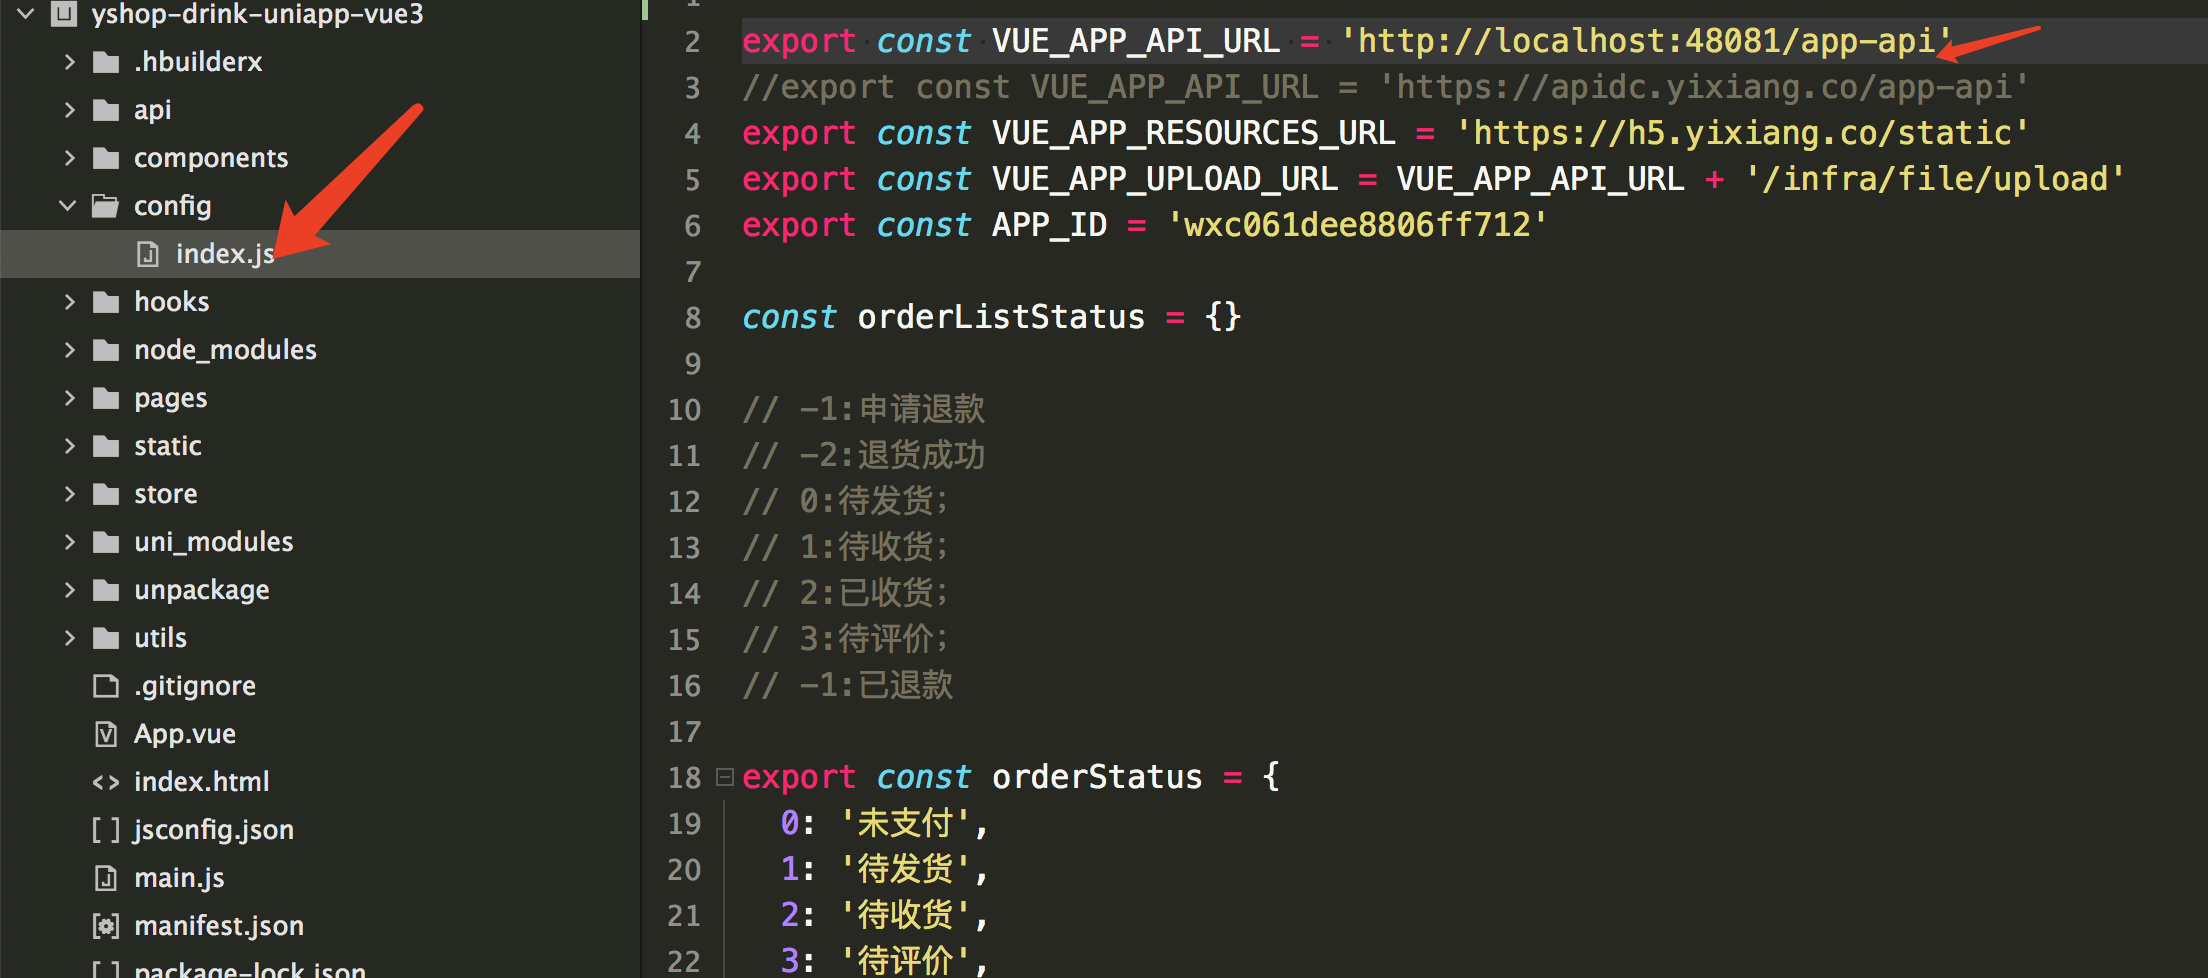 yshop-drink-uniapp-vue3
.hbuilderx
api
components
config
index.js
hooks
node_modules
pages
static
store
uni_modules
unpackage
utils
.gitignore
App.vue
index.html
jsconfig.json
main.js
manifest.json
package-lock.json
1
2 export const VUE_APP_API_URL = 'http://localhost:48081/app-api'
3 //export const VUE_APP_API_URL = 'https://apidc.yixiang.co/app-api'
4 export const VUE_APP_RESOURCES_URL = 'https://h5.yixiang.co/static'
5 export const VUE_APP_UPLOAD_URL = VUE_APP_API_URL + '/infra/file/upload'
6 export const APP_ID = 'wxc061dee8806ff712'
7
8 const orderListStatus = {}
9
10 // -1:申请退款
11 // -2:退货成功
12 // 0:待发货;
13 // 1:待收货;
14 // 2:已收货;
15 // 3:待评价;
16 // -1:已退款
17
18 export const orderStatus = {
19 0: '未支付',
20 1: '待发货',
21 2: '待收货',
22 3: '待评价',